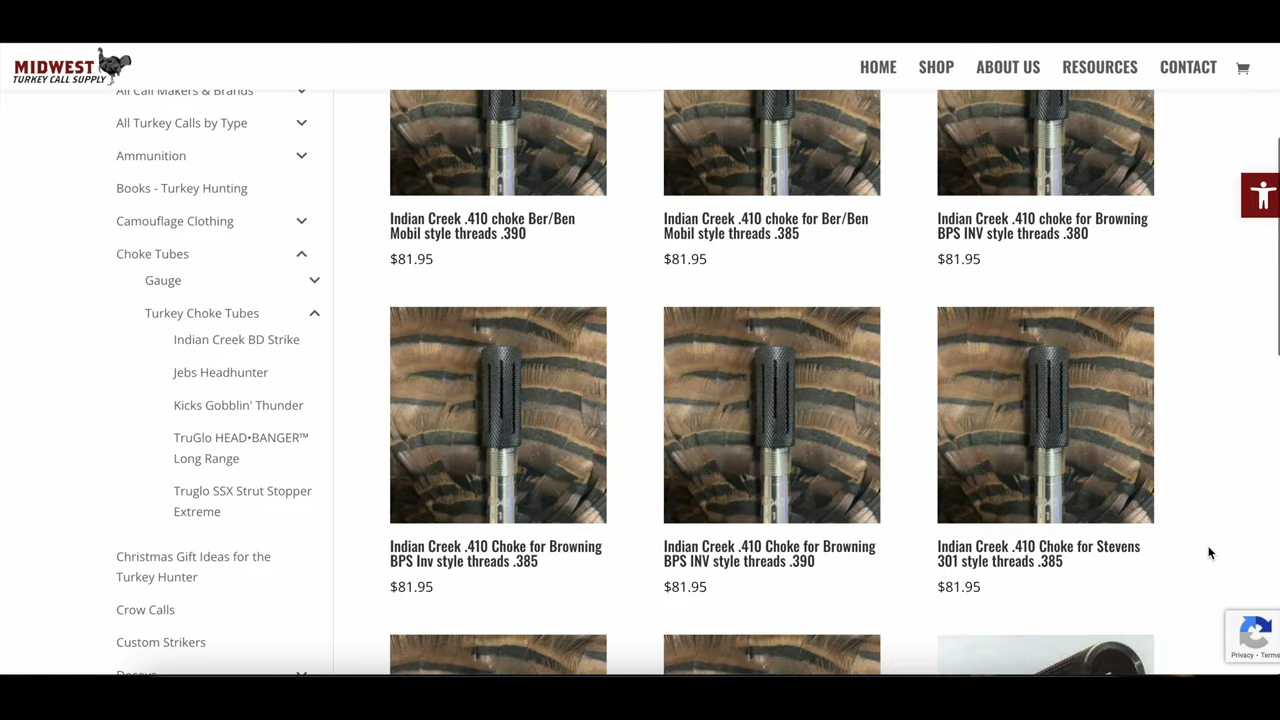 MIDWEST
TURKEY CALL SUPPLY
HOME
SHOP
ABOUT US
RESOURCES
CONTACT
All Call Makers & Brands
All Turkey Calls by Type
Ammunition
Books - Turkey Hunting
Camouflage Clothing
Choke Tubes
Gauge
Turkey Choke Tubes
Indian Creek BD Strike
Jebs Headhunter
Kicks Gobblin' Thunder
TruGlo HEAD•BANGER™
Long Range
Truglo SSX Strut Stopper
Extreme
Christmas Gift Ideas for the
Turkey Hunter
Crow Calls
Custom Strikers
Decoys
Indian Creek .410 choke Ber/Ben
Mobil style threads .390
$81.95
Indian Creek .410 choke for Ber/Ben
Mobil style threads .385
$81.95
Indian Creek .410 choke for Browning
BPS INV style threads .380
$81.95
Indian Creek .410 Choke for Browning
BPS Inv style threads .385
$81.95
Indian Creek .410 Choke for Browning
BPS INV style threads .390
$81.95
Indian Creek .410 Choke for Stevens
301 style threads .385
$81.95
Privacy - Terms